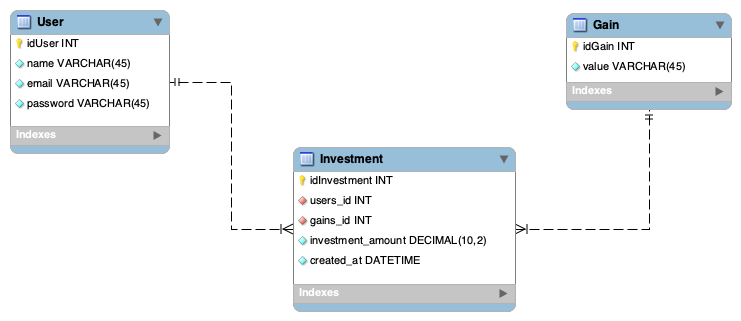 User
idUser INT
name VARCHAR(45)
email VARCHAR(45)
password VARCHAR(45)
Indexes
Gain
idGain INT
value VARCHAR(45)
Indexes
Investment
idInvestment INT
users_id INT
gains_id INT
investment_amount DECIMAL(10,2)
created_at DATETIME
Indexes